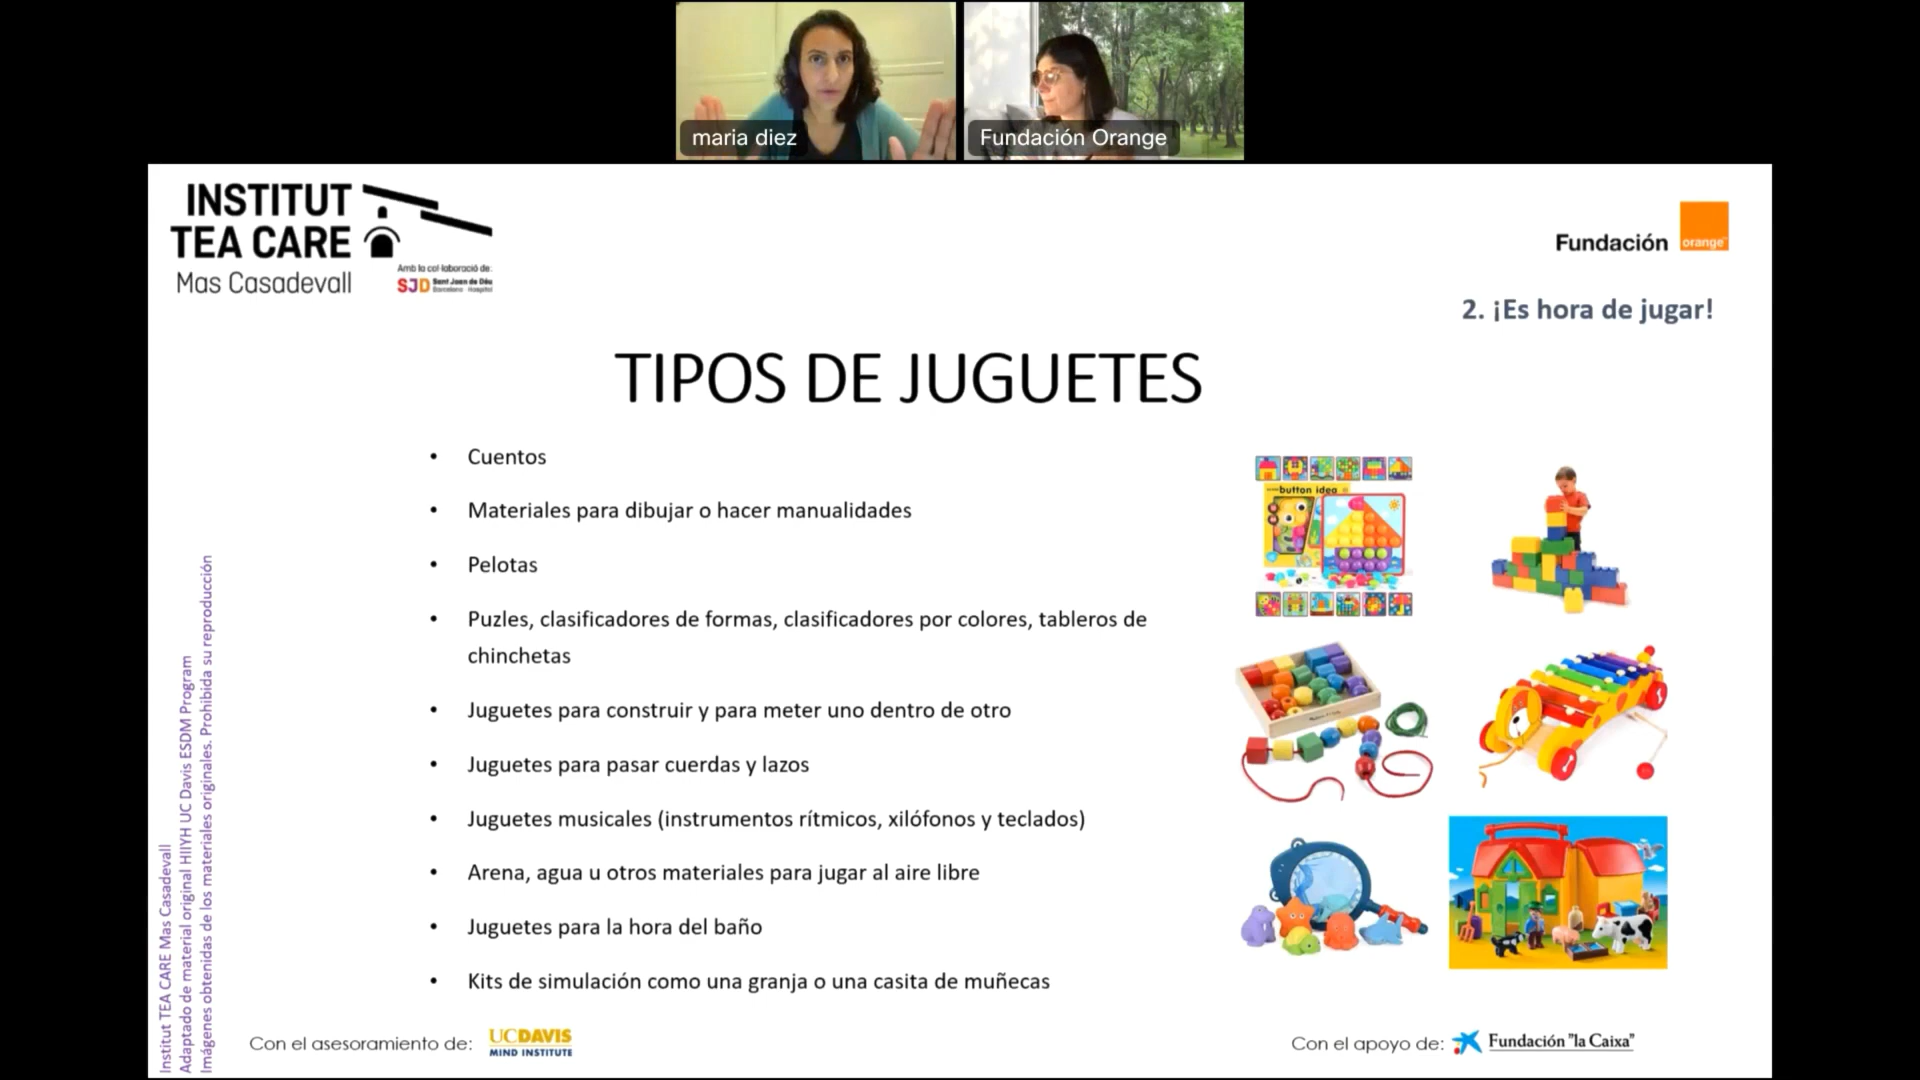 maria diez
Fundación Orange
INSTITUT
TEA CARE
Mas Casadevall
Amb la col·laboració de:
SJD Sant Joan de Déu
Barcelona · Hospital
Fundación
orange™
2. ¡Es hora de jugar!
TIPOS DE JUGUETES
• Cuentos
• Materiales para dibujar o hacer manualidades
• Pelotas
• Puzles, clasificadores de formas, clasificadores por colores, tableros de
chinchetas
• Juguetes para construir y para meter uno dentro de otro
• Juguetes para pasar cuerdas y lazos
• Juguetes musicales (instrumentos rítmicos, xilófonos y teclados)
• Arena, agua u otros materiales para jugar al aire libre
• Juguetes para la hora del baño
• Kits de simulación como una granja o una casita de muñecas
button idea
Institut TEA CARE Mas Casadevall
Adaptado de material original HIIYH UC Davis ESDM Program
Imágenes obtenidas de los materiales originales. Prohibida su reproducción
Con el asesoramiento de:
UCDAVIS
MIND INSTITUTE
Con el apoyo de:
Fundación "la Caixa"